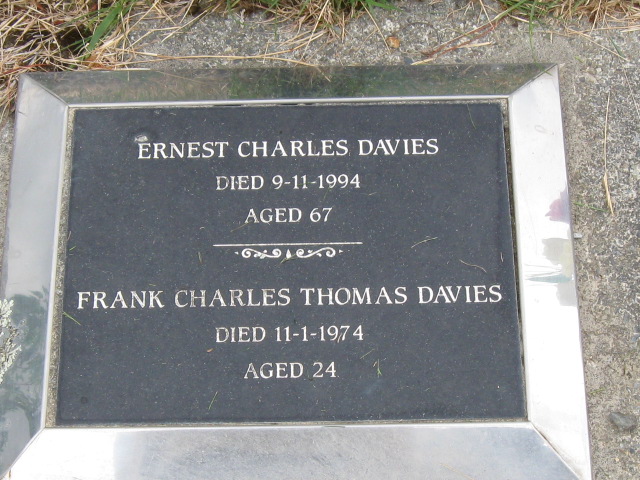 ERNEST CHARLES DAVIES
DIED 9-11-1994
AGED 67
FRANK CHARLES THOMAS DAVIES
DIED 11-1-1974
AGED 24